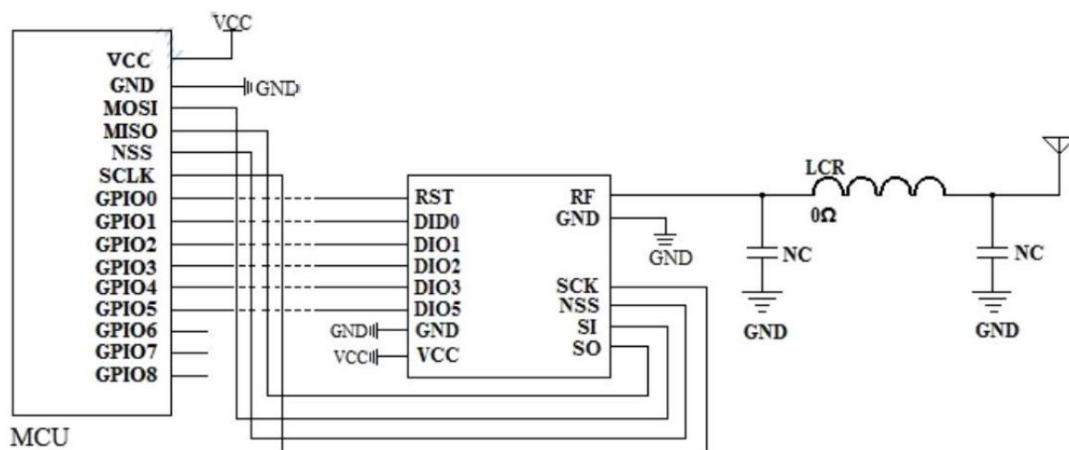 VCC
VCC
GND
GND
MOSI
MISO
NSS
SCLK
GPIO0
GPIO1
GPIO2
GPIO3
GPIO4
GPIO5
GPIO6
GPIO7
GPIO8
MCU
RST
DID0
DIO1
DIO2
DIO3
DIO5
GND
GND
VCC
VCC
RF
GND
GND
SCK
NSS
SI
SO
LCR
0Ω
NC
GND
NC
GND